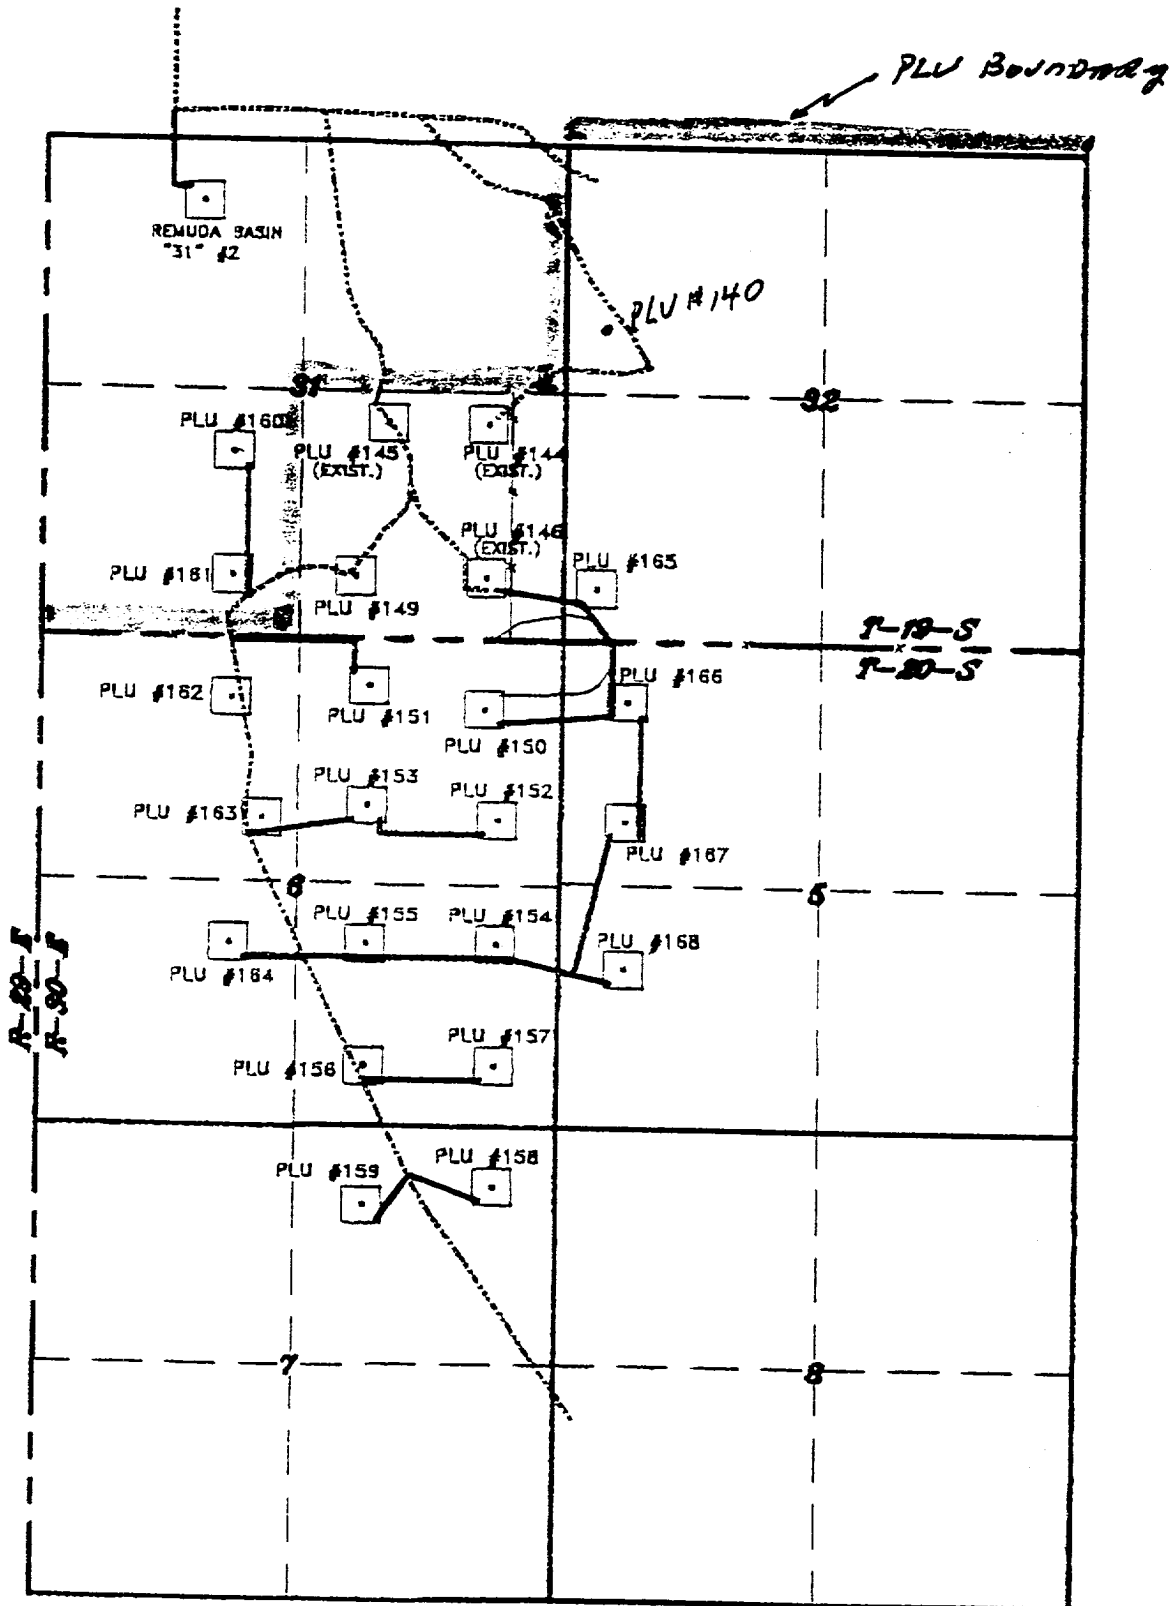 PLU BOUNDARY
REMUDA BASIN
"31" #2
PLU #140
31
32
PLU #160
PLU #145
(EXIST.)
PLU #144
(EXIST.)
PLU #146
(EXIST.)
PLU #165
PLU #161
PLU #149
T-19-S
T-20-S
PLU #162
PLU #151
PLU #166
PLU #150
PLU #153
PLU #152
PLU #163
PLU #167
6
5
PLU #155
PLU #154
PLU #168
PLU #164
R-29-E
R-30-E
PLU #156
PLU #157
PLU #159
PLU #158
7
8